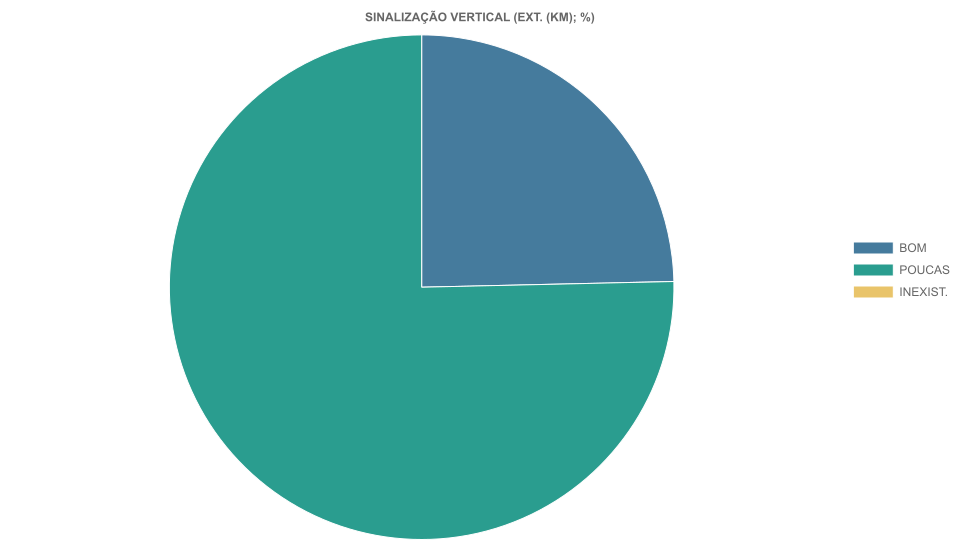 SINALIZAÇÃO VERTICAL (EXT. (KM); %)
BOM
POUCAS
INEXIST.